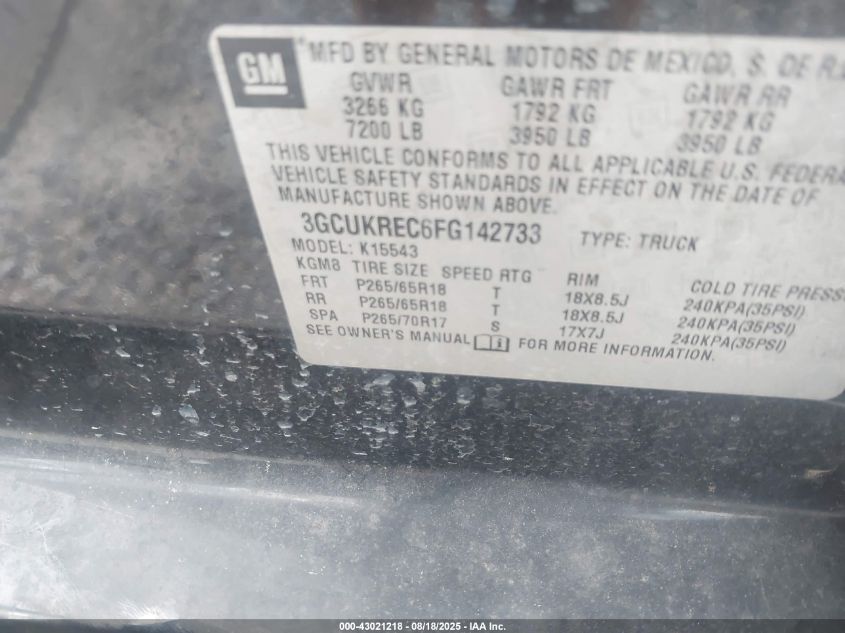 GM MFD BY GENERAL MOTORS DE MEXICO, S. DE R.
GVWR GAWR FRT GAWR RR
3266 KG 1792 KG 1792 KG
7200 LB 3950 LB 3950 LB
THIS VEHICLE CONFORMS TO ALL APPLICABLE U.S. FEDERA
VEHICLE SAFETY STANDARDS IN EFFECT ON THE DATE OF
MANUFACTURE SHOWN ABOVE.
3GCUKREC6FG142733 TYPE: TRUCK
MODEL: K15543
KGM8 TIRE SIZE SPEED RTG RIM COLD TIRE PRESS
FRT P265/65R18 T 18X8.5J 240KPA(35PSI)
RR P265/65R18 T 18X8.5J 240KPA(35PSI)
SPA P265/70R17 S 17X7J 240KPA(35PSI)
SEE OWNER'S MANUAL FOR MORE INFORMATION.
000-43021218 - 08/18/2025 - IAA Inc.